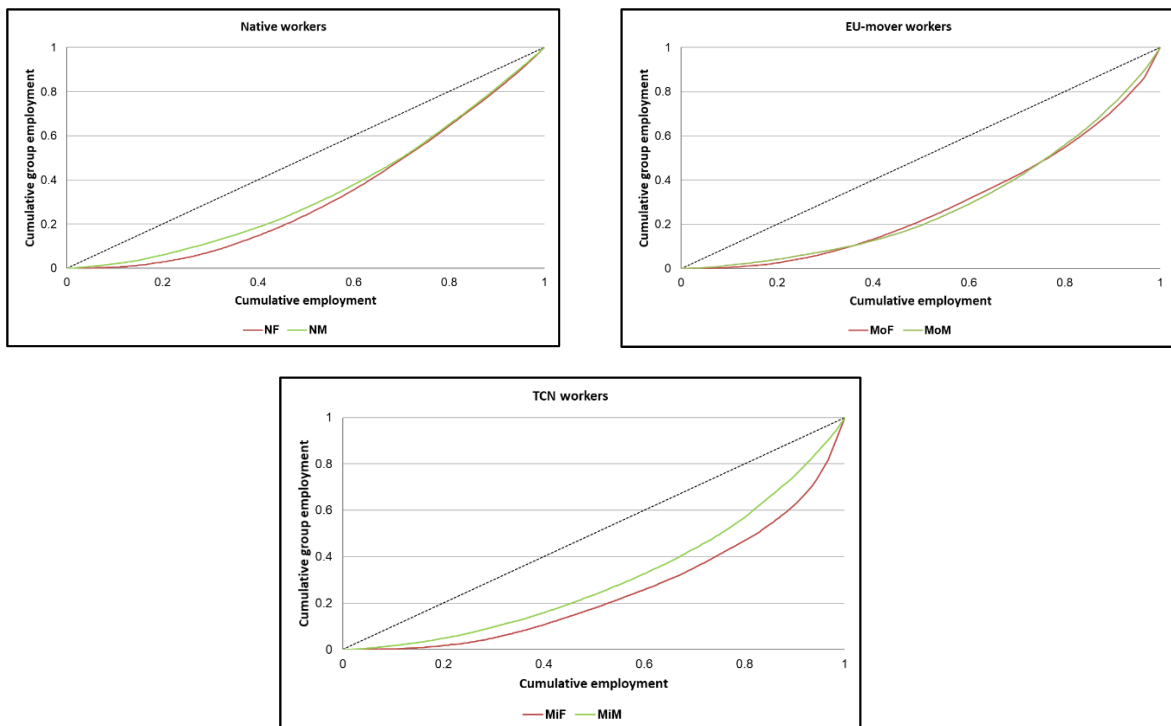 Native workers
Cumulative group employment
1
0.8
0.6
0.4
0.2
0
0 0.2 0.4 0.6 0.8 1
Cumulative employment
NF NM
EU-mover workers
Cumulative group employment
1
0.8
0.6
0.4
0.2
0
0 0.2 0.4 0.6 0.8 1
Cumulative employment
MoF MoM
TCN workers
Cumulative group employment
1
0.8
0.6
0.4
0.2
0
0 0.2 0.4 0.6 0.8 1
Cumulative employment
MiF MiM